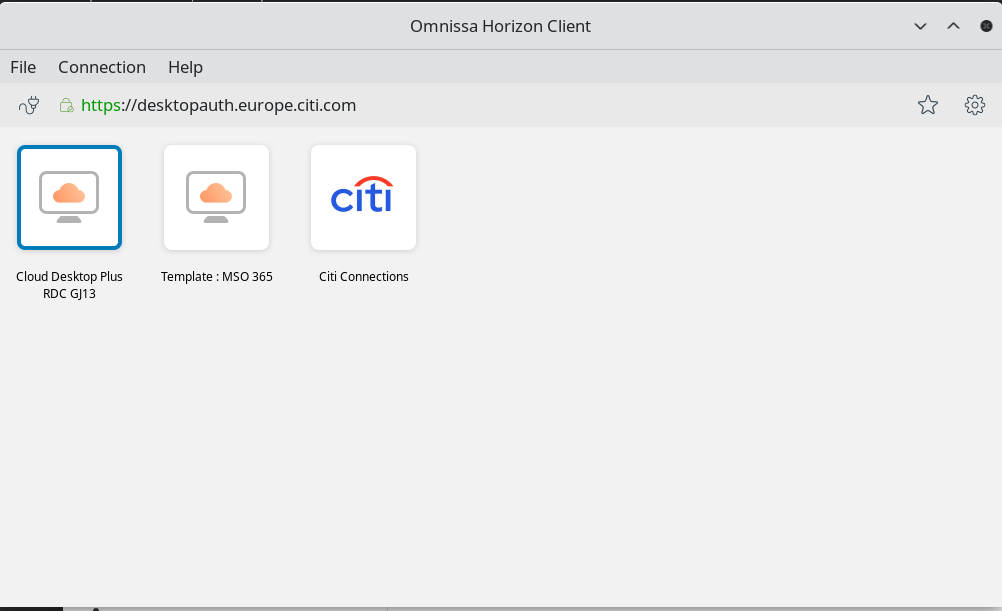 Omnissa Horizon Client
File Connection Help
https://desktopauth.europe.citi.com
citi
Cloud Desktop Plus
RDC GJ13
Template : MSO 365
Citi Connections